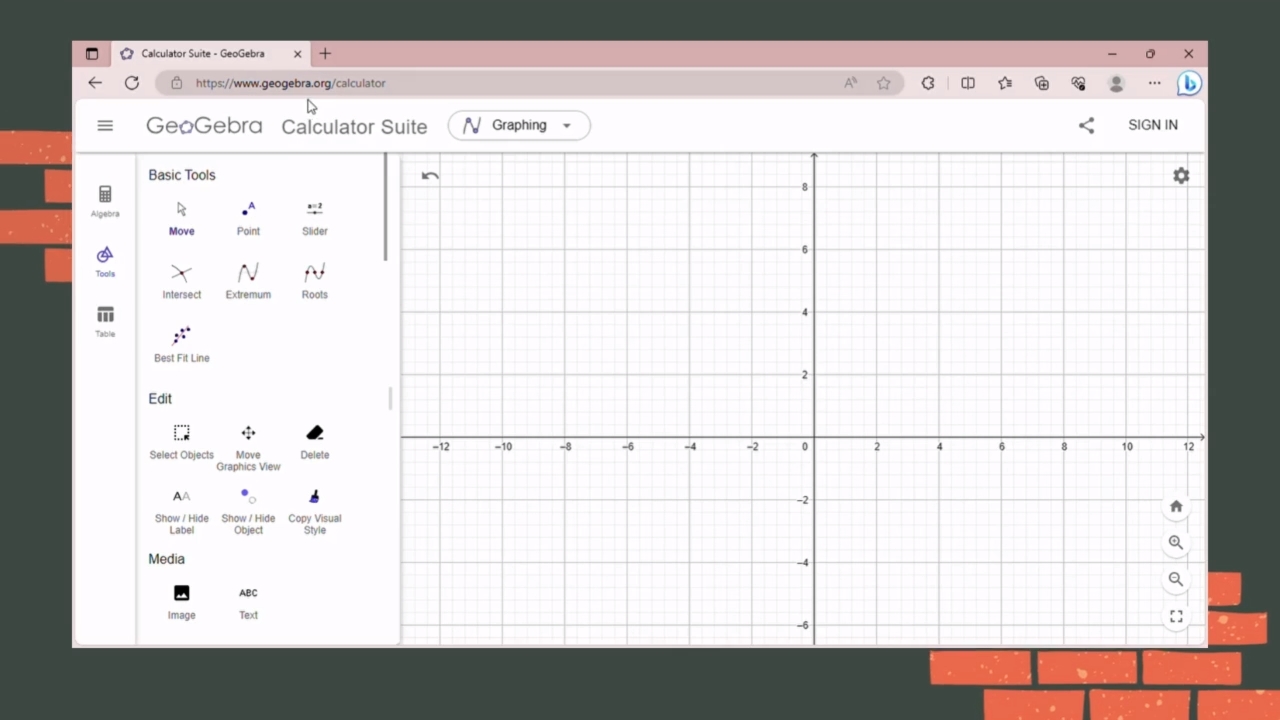 Calculator Suite - GeoGebra
https://www.geogebra.org/calculator
GeoGebra Calculator Suite Graphing SIGN IN
Algebra
Tools
Table
Basic Tools
Move Point Slider
Intersect Extremum Roots
Best Fit Line
Edit
Select Objects Move Graphics View Delete
Show / Hide Label Show / Hide Object Copy Visual Style
Media
Image Text
8
6
4
2
−12 −10 −8 −6 −4 −2 0 2 4 6 8 10 12
−2
−4
−6